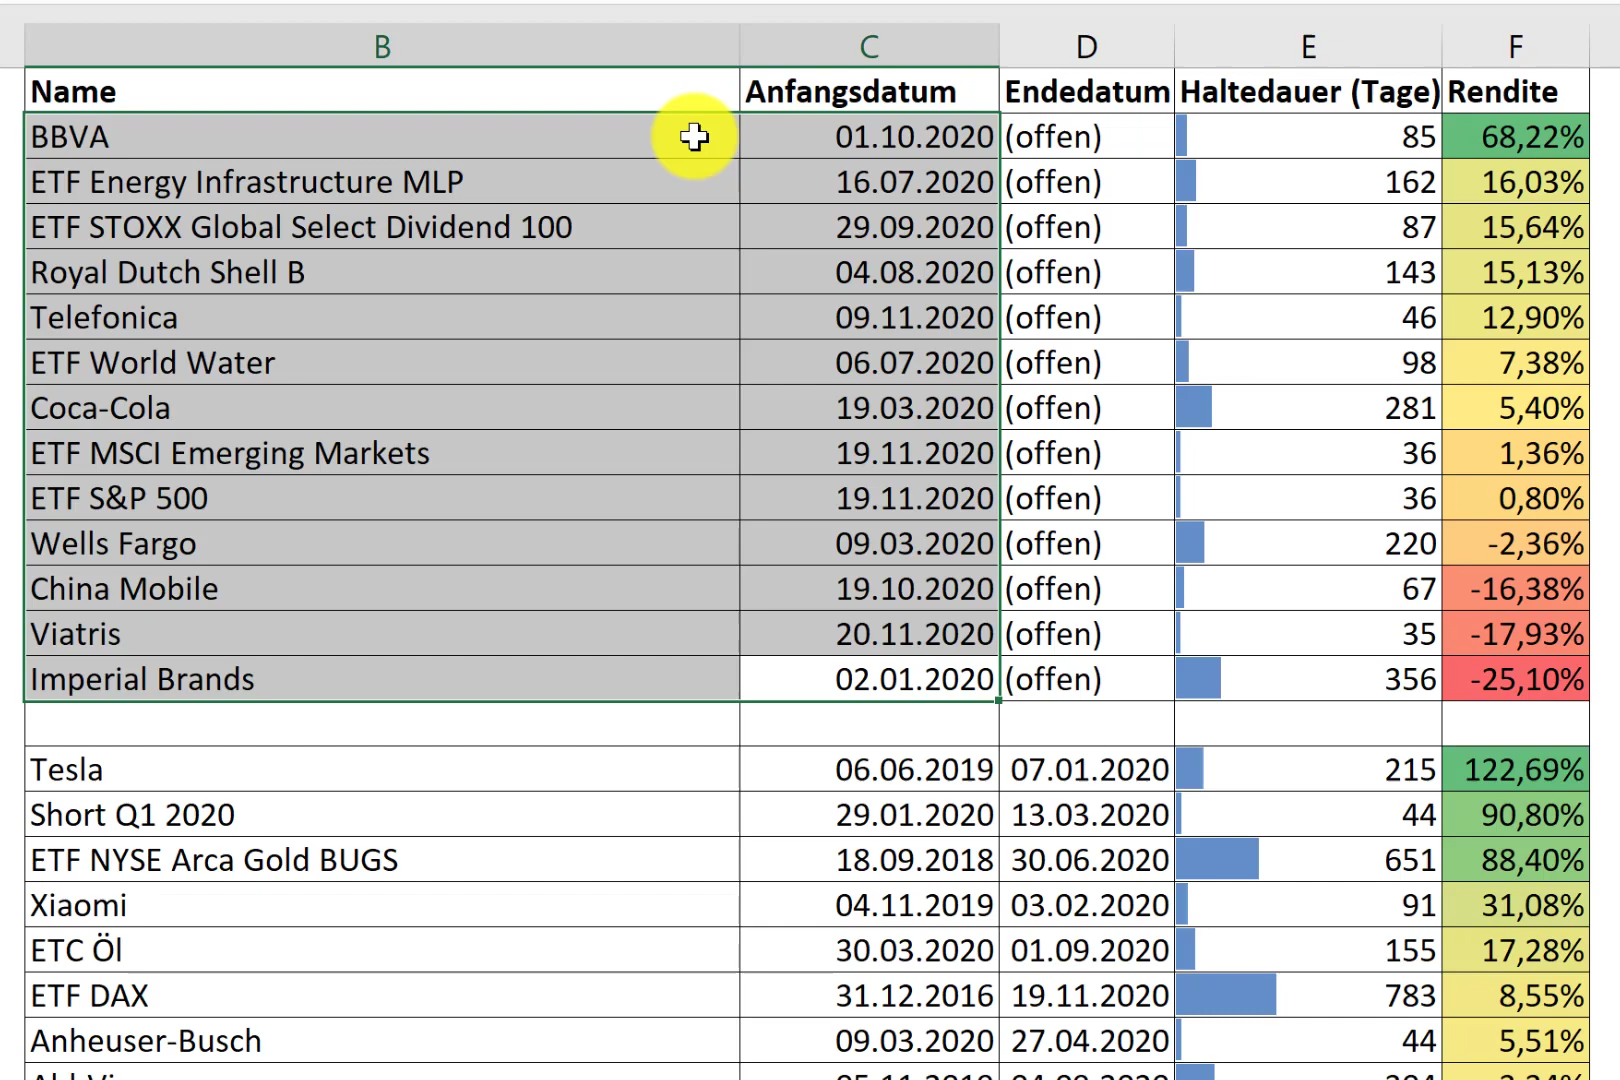 B C D E F
Name Anfangsdatum Endedatum Haltedauer (Tage) Rendite
BBVA 01.10.2020 (offen) 85 68,22%
ETF Energy Infrastructure MLP 16.07.2020 (offen) 162 16,03%
ETF STOXX Global Select Dividend 100 29.09.2020 (offen) 87 15,64%
Royal Dutch Shell B 04.08.2020 (offen) 143 15,13%
Telefonica 09.11.2020 (offen) 46 12,90%
ETF World Water 06.07.2020 (offen) 98 7,38%
Coca-Cola 19.03.2020 (offen) 281 5,40%
ETF MSCI Emerging Markets 19.11.2020 (offen) 36 1,36%
ETF S&P 500 19.11.2020 (offen) 36 0,80%
Wells Fargo 09.03.2020 (offen) 220 -2,36%
China Mobile 19.10.2020 (offen) 67 -16,38%
Viatris 20.11.2020 (offen) 35 -17,93%
Imperial Brands 02.01.2020 (offen) 356 -25,10%
Tesla 06.06.2019 07.01.2020 215 122,69%
Short Q1 2020 29.01.2020 13.03.2020 44 90,80%
ETF NYSE Arca Gold BUGS 18.09.2018 30.06.2020 651 88,40%
Xiaomi 04.11.2019 03.02.2020 91 31,08%
ETC Öl 30.03.2020 01.09.2020 155 17,28%
ETF DAX 31.12.2016 19.11.2020 783 8,55%
Anheuser-Busch 09.03.2020 27.04.2020 44 5,51%